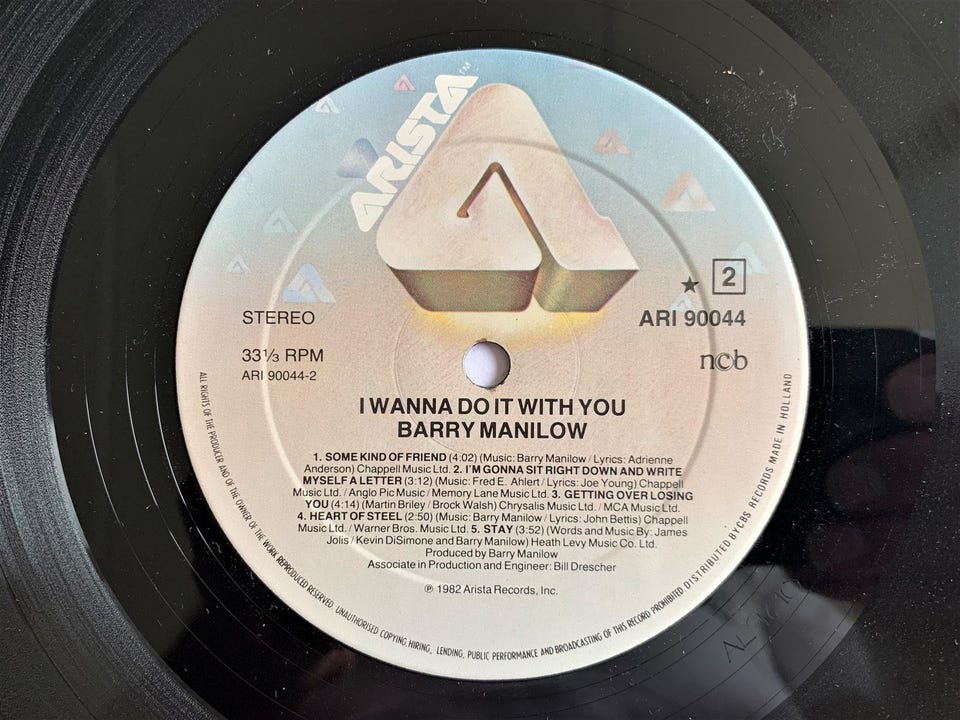 ARISTA™
★ 2
STEREO
ARI 90044
33⅓ RPM
ncb
ARI 90044-2
I WANNA DO IT WITH YOU
BARRY MANILOW
1. SOME KIND OF FRIEND (4:02) (Music: Barry Manilow / Lyrics: Adrienne
Anderson) Chappell Music Ltd. 2. I'M GONNA SIT RIGHT DOWN AND WRITE
MYSELF A LETTER (3:12) (Music: Fred E. Ahlert / Lyrics: Joe Young) Chappell
Music Ltd. / Anglo Pic Music / Memory Lane Music Ltd. 3. GETTING OVER LOSING
YOU (4:14) (Martin Briley / Brock Walsh) Chrysalis Music Ltd. / MCA Music Ltd.
4. HEART OF STEEL (2:50) (Music: Barry Manilow / Lyrics: John Bettis) Chappell
Music Ltd. / Warner Bros. Music Ltd. 5. STAY (3:52) (Words and Music By: James
Jolis / Kevin DiSimone and Barry Manilow) Heath Levy Music Co. Ltd.
Produced by Barry Manilow
Associate in Production and Engineer: Bill Drescher
℗ 1982 Arista Records, Inc.
ALL RIGHTS OF THE PRODUCER AND OF THE OWNER OF THE WORK REPRODUCED RESERVED. UNAUTHORISED COPYING, HIRING, LENDING, PUBLIC PERFORMANCE AND BROADCASTING OF THIS RECORD PROHIBITED DISTRIBUTED BY CBS RECORDS MADE IN HOLLAND